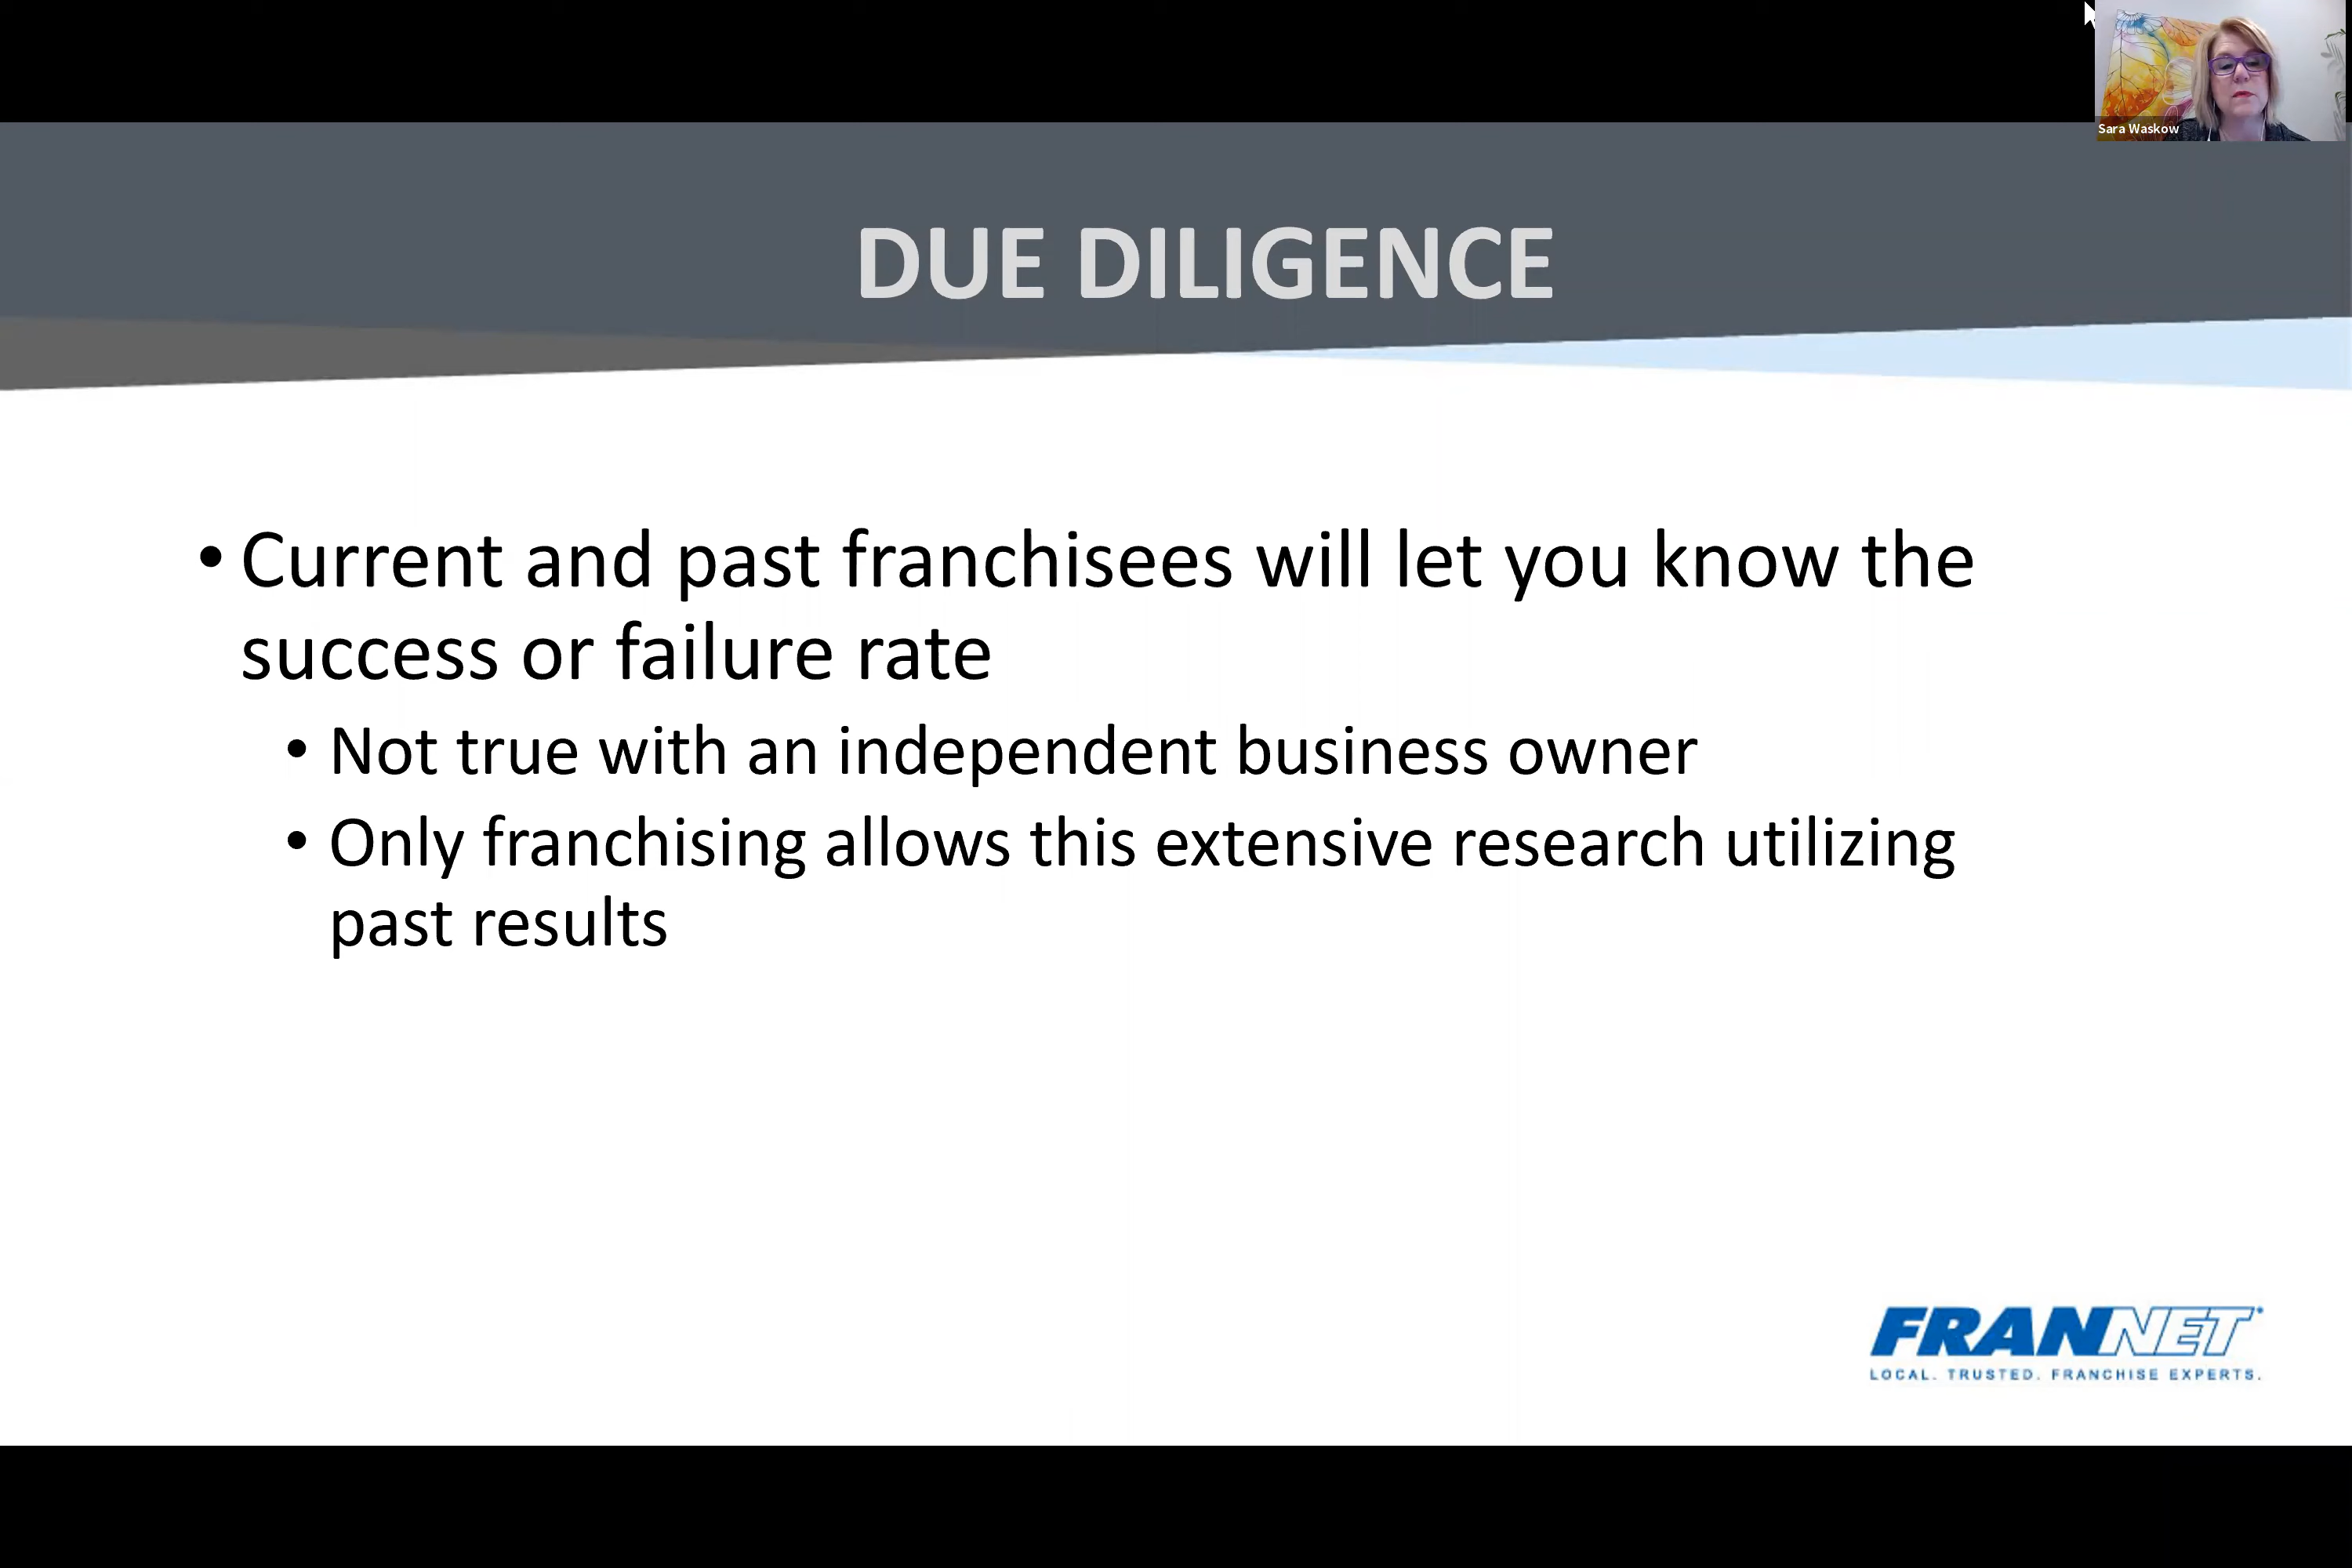 Sara Waskow
DUE DILIGENCE
• Current and past franchisees will let you know the
success or failure rate
• Not true with an independent business owner
• Only franchising allows this extensive research utilizing
past results
FRANNET
LOCAL. TRUSTED. FRANCHISE EXPERTS.